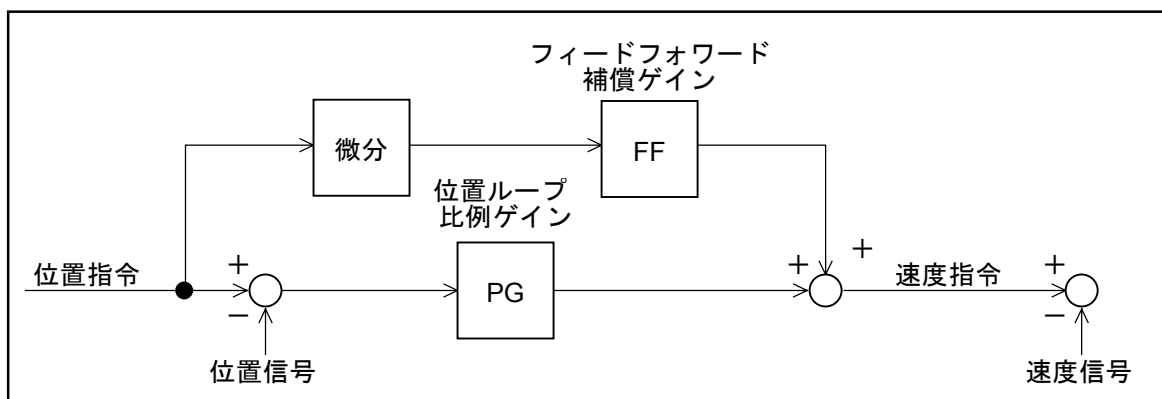 フィードフォワード
補償ゲイン
微分
FF
位置ループ
比例ゲイン
位置指令
+
−
PG
+
+
速度指令
+
−
位置信号
速度信号